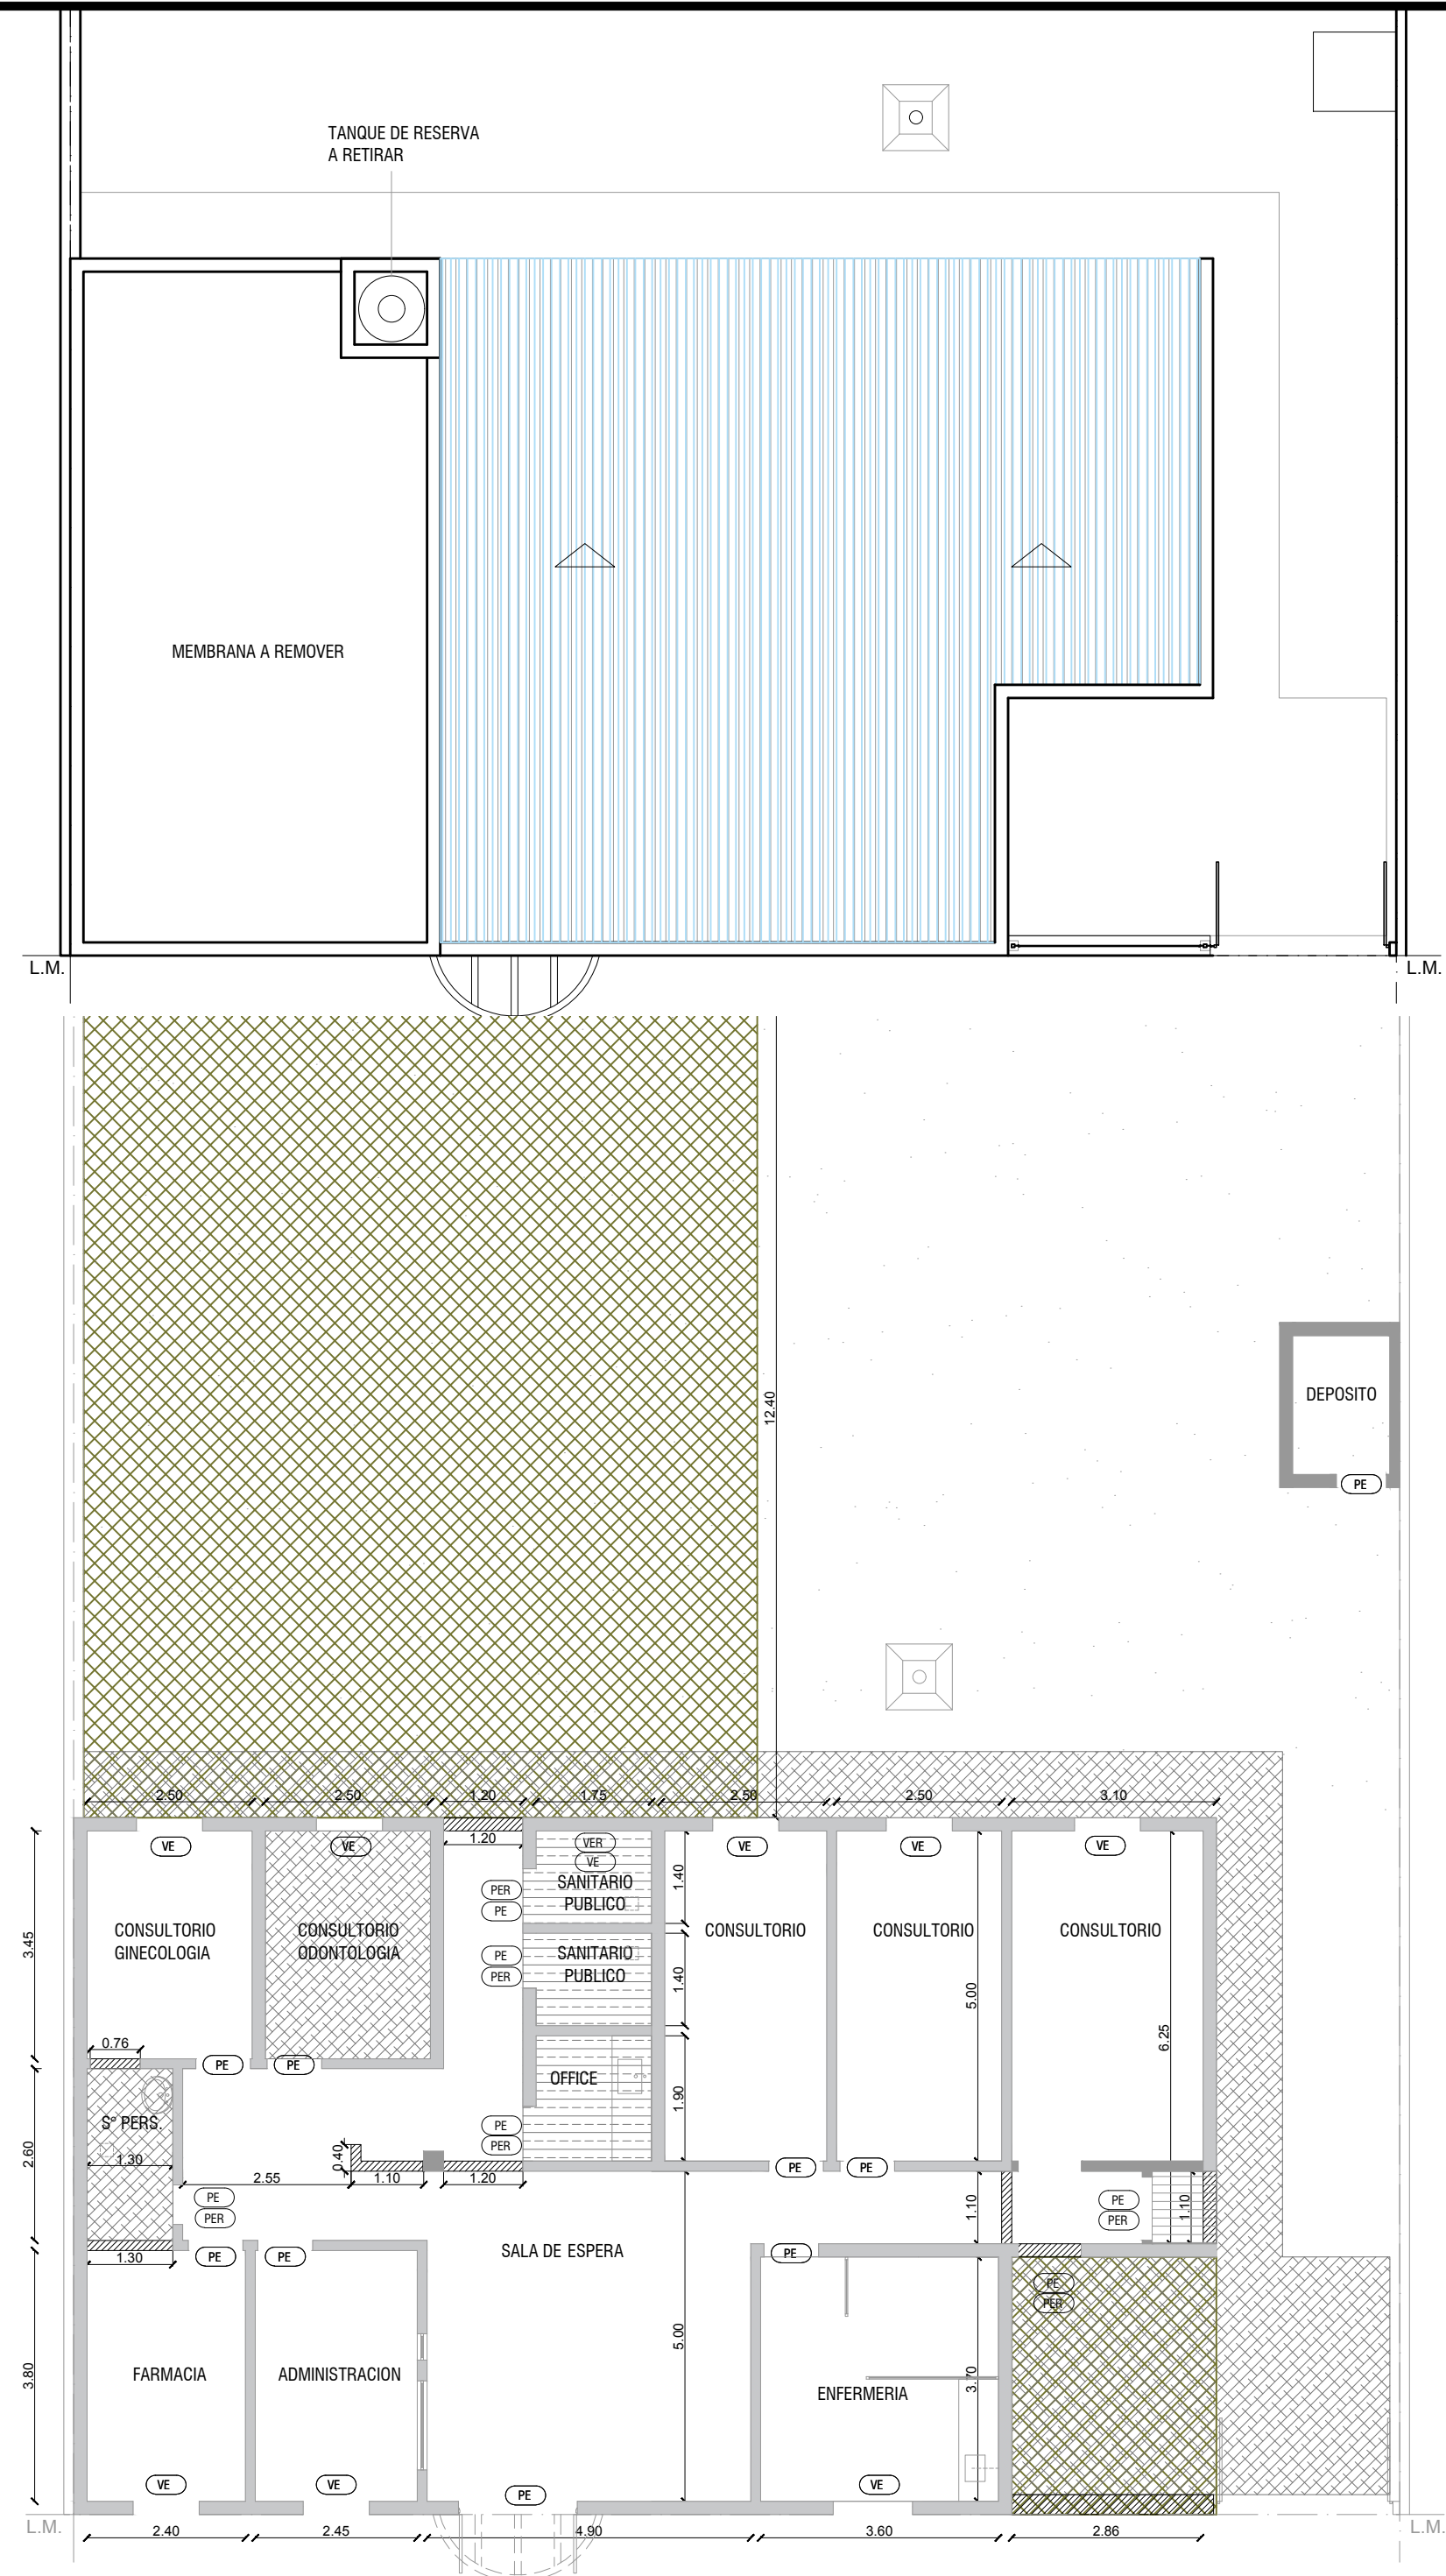 TANQUE DE RESERVA
A RETIRAR
MEMBRANA A REMOVER
L.M.
L.M.
12.40
DEPOSITO
PE
2.50
2.50
1.20
1.75
2.50
2.50
3.10
VE
VE
1.20
VER
VE
VE
VE
VE
SANITARIO
PUBLICO
1.40
PER
PE
CONSULTORIO
GINECOLOGIA
CONSULTORIO
ODONTOLOGIA
CONSULTORIO
CONSULTORIO
CONSULTORIO
3.45
PE
PER
SANITARIO
PUBLICO
1.40
5.00
6.25
0.76
PE
PE
OFFICE
1.90
S° PERS.
1.30
2.60
PE
PER
0.40
2.55
1.10
1.20
PE
PE
PE
PER
PE
PER
1.10
1.10
1.30
PE
PE
SALA DE ESPERA
PE
PE
PER
5.00
3.70
3.80
FARMACIA
ADMINISTRACION
ENFERMERIA
VE
VE
PE
VE
L.M.
L.M.
2.40
2.45
4.90
3.60
2.86